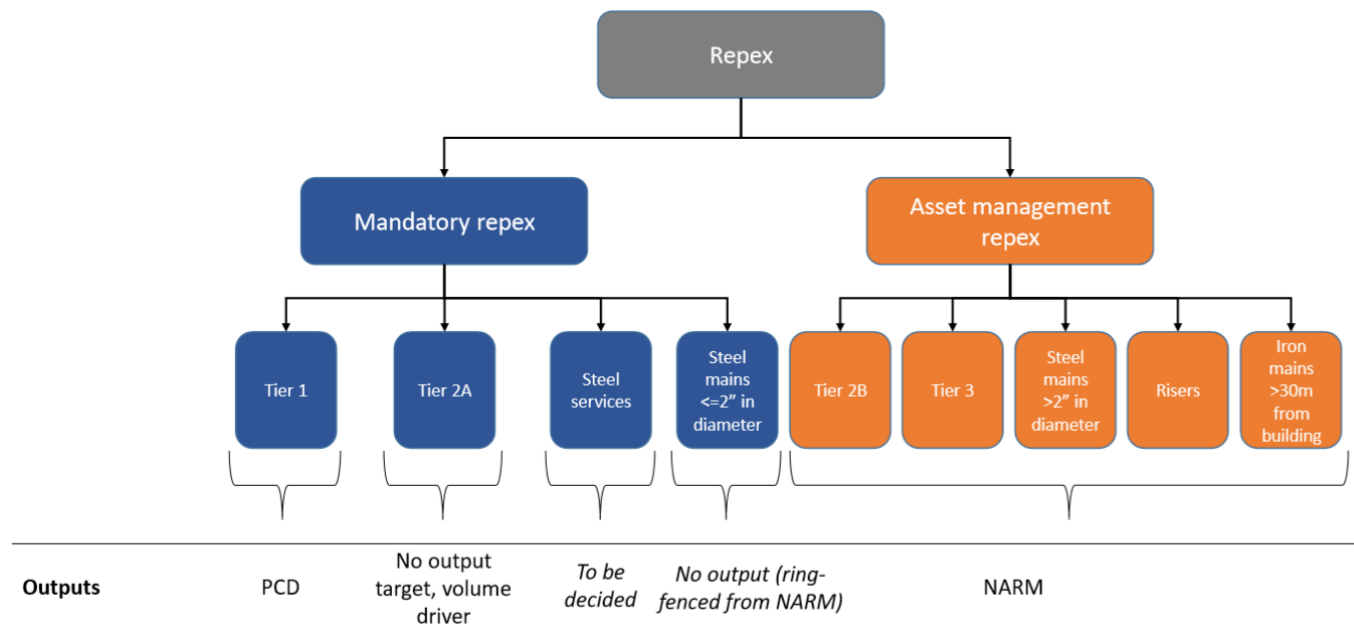 Repex
Mandatory repex
Asset management
repex
Tier 1
Tier 2A
Steel
services
Steel
mains
<=2” in
diameter
Tier 2B
Tier 3
Steel
mains
>2” in
diameter
Risers
Iron
mains
>30m
from
building
Outputs
PCD
No output
target, volume
driver
To be
decided
No output (ring-
fenced from NARM)
NARM